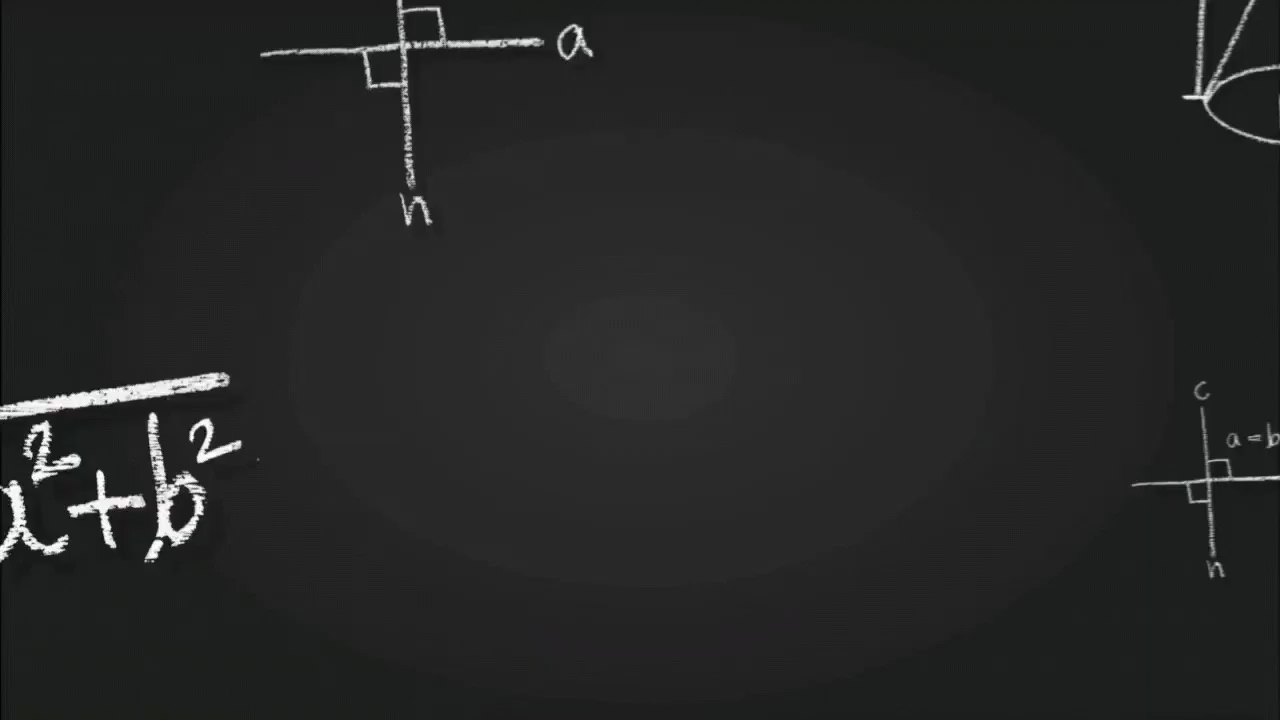 a
n
c
a = b
a² + b²
n